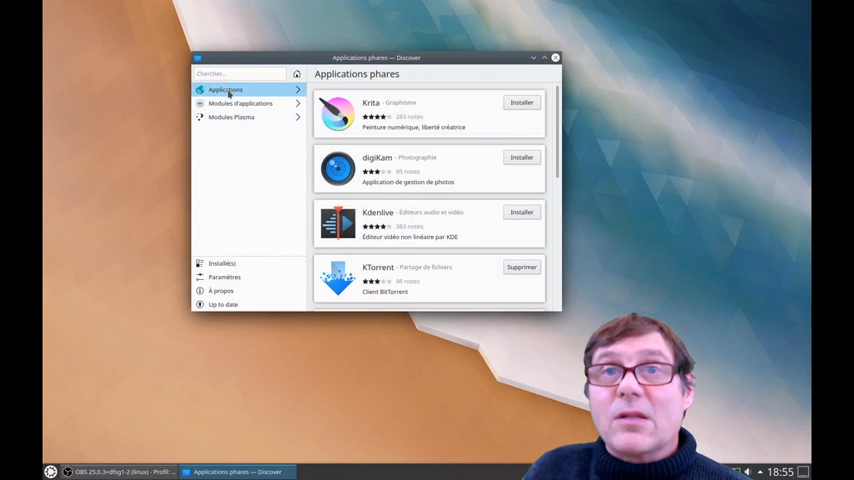 Applications phares — Discover
Chercher...
Applications phares
Applications
Modules d'applications
Modules Plasma
Krita - Graphisme
283 notes
Peinture numérique, liberté créatrice
Installer
digiKam - Photographie
95 notes
Application de gestion de photos
Installer
Kdenlive - Éditeurs audio et vidéo
363 notes
Éditeur vidéo non linéaire par KDE
Installer
KTorrent - Partage de fichiers
98 notes
Client BitTorrent
Supprimer
Installé(s)
Paramètres
À propos
Up to date
OBS 25.0.3+dfsg1-2 (linux) - Profil: ...
Applications phares — Discover
18:55